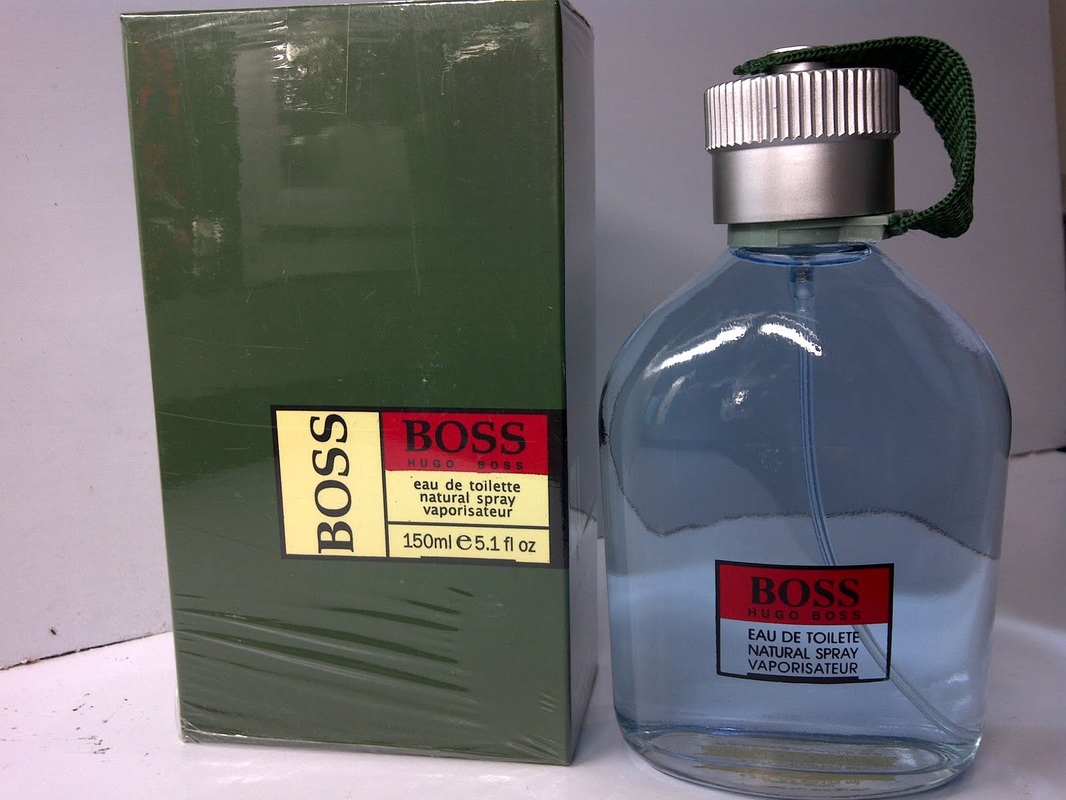 BOSS
BOSS
HUGO BOSS
eau de toilette
natural spray
vaporisateur
150ml e 5.1 fl oz
BOSS
HUGO BOSS
EAU DE TOILETE
NATURAL SPRAY
VAPORISATEUR